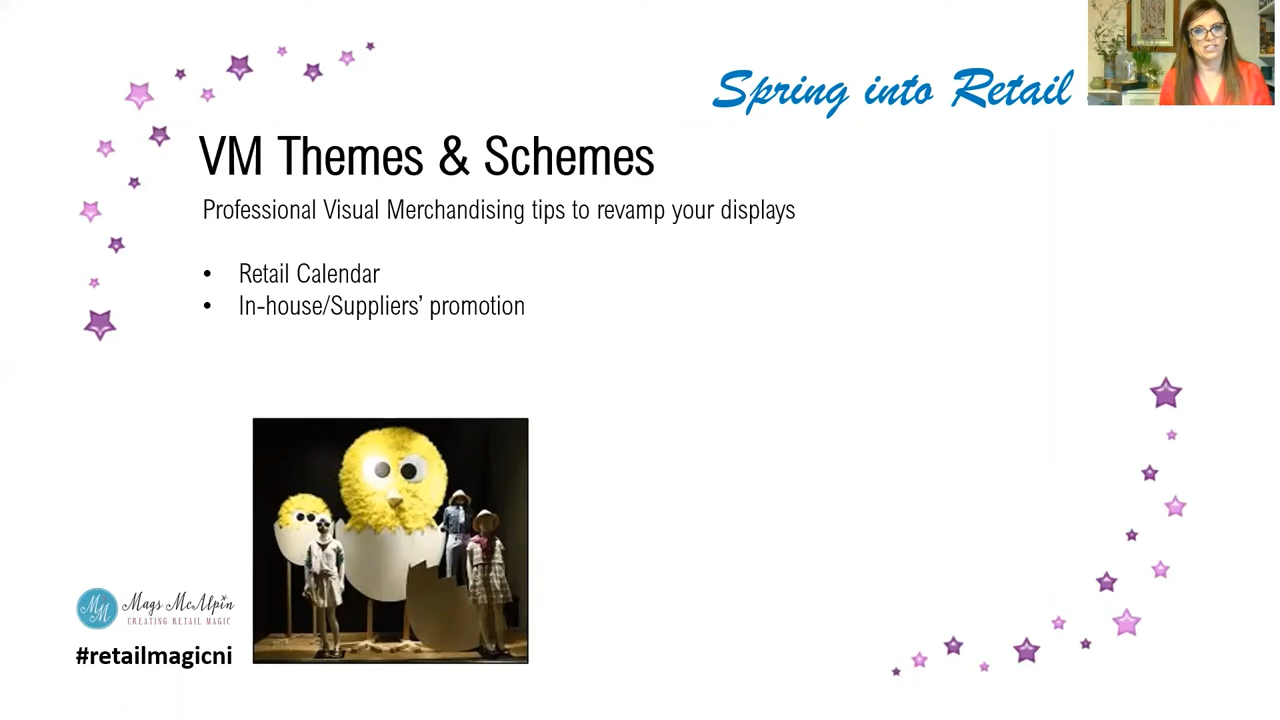 Spring into Retail
VM Themes & Schemes
Professional Visual Merchandising tips to revamp your displays
• Retail Calendar
• In-house/Suppliers’ promotion
MM
Mags McAlpin
CREATING RETAIL MAGIC
#retailmagicni